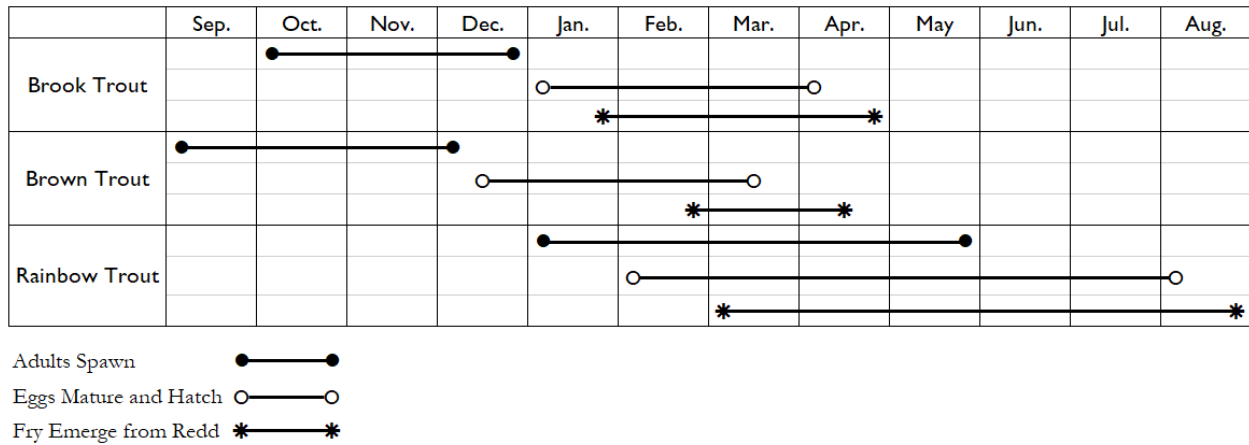 Sep. Oct. Nov. Dec. Jan. Feb. Mar. Apr. May Jun. Jul. Aug.
Brook Trout
Brown Trout
Rainbow Trout
Adults Spawn
Eggs Mature and Hatch
Fry Emerge from Redd